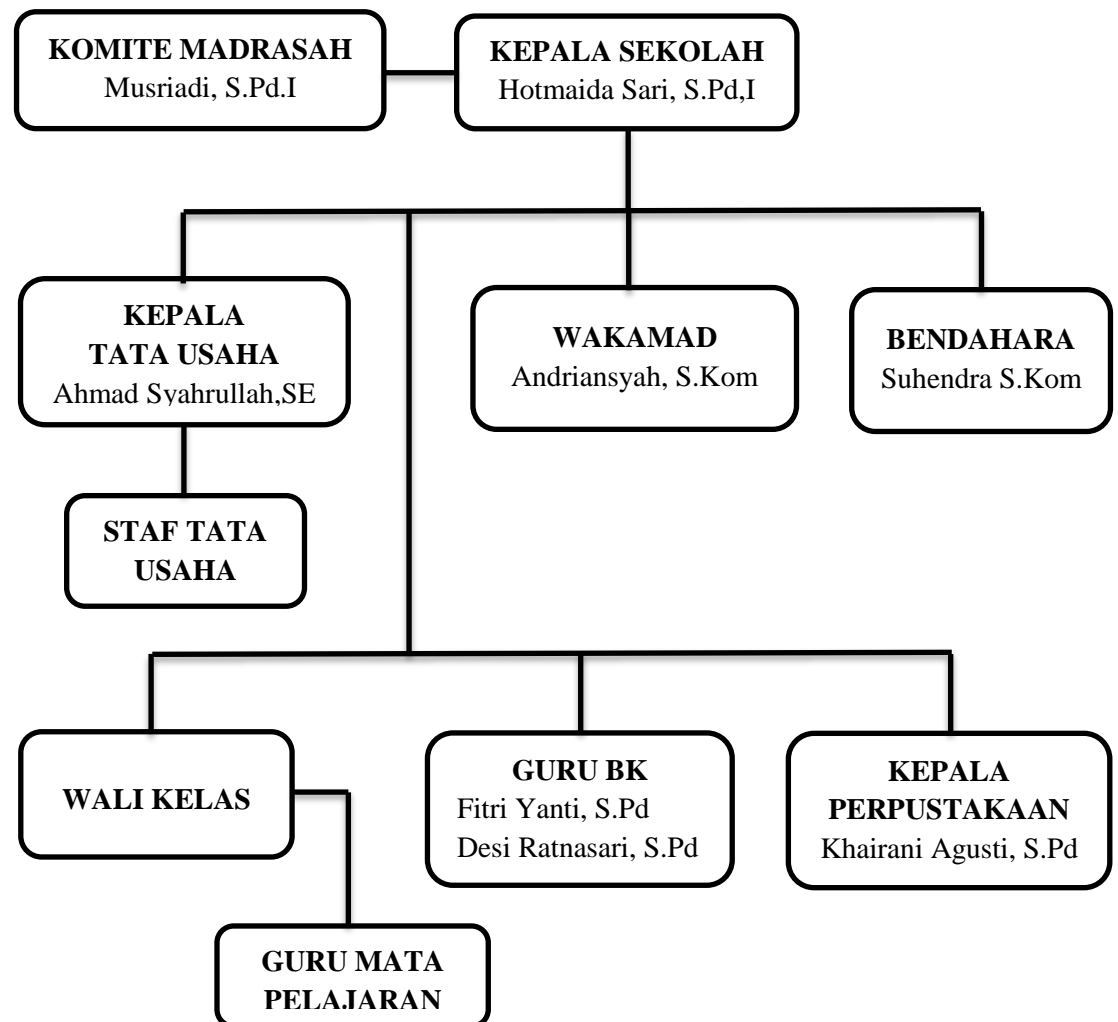 KOMITE MADRASAH
Musriadi, S.Pd.I
KEPALA SEKOLAH
Hotmaida Sari, S.Pd,I
KEPALA
TATA USAHA
Ahmad Syahrullah,SE
WAKAMAD
Andriansyah, S.Kom
BENDAHARA
Suhendra S.Kom
STAF TATA
USAHA
WALI KELAS
GURU BK
Fitri Yanti, S.Pd
Desi Ratnasari, S.Pd
KEPALA
PERPUSTAKAAN
Khairani Agusti, S.Pd
GURU MATA
PELAJARAN